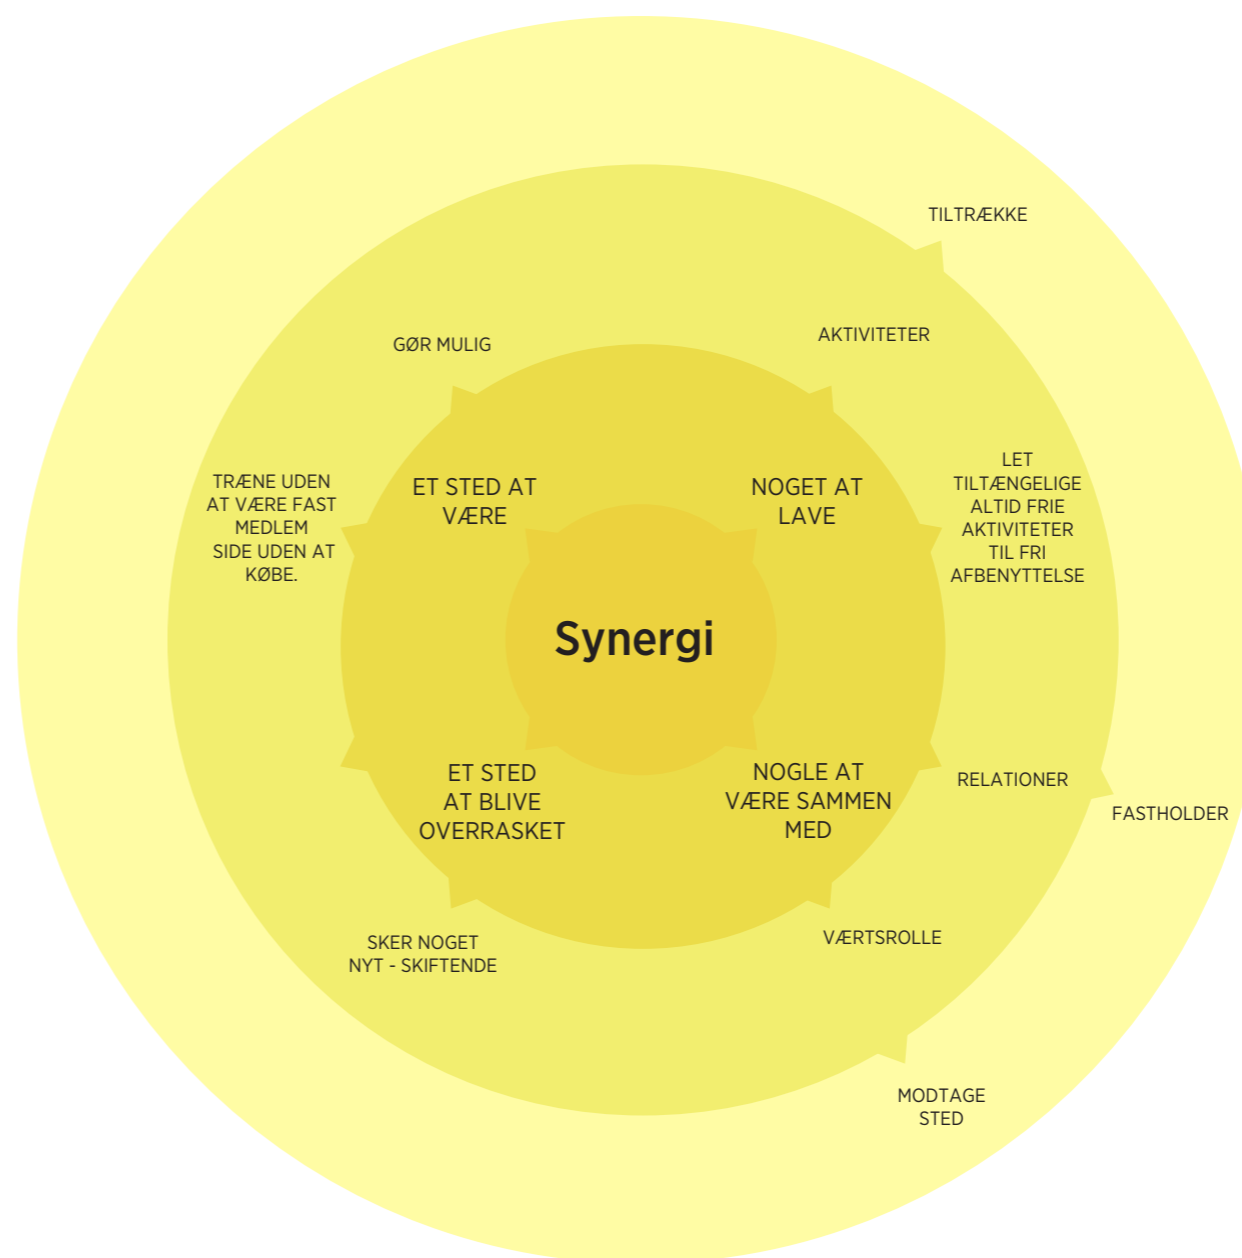 TILTRÆKKE
AKTIVITETER
GØR MULIG
LET
TILTÆNGELIGE
ALTID FRIE
AKTIVITETER
TIL FRI
AFBENYTTELSE
TRÆNE UDEN
AT VÆRE FAST
MEDLEM
SIDE UDEN AT
KØBE.
ET STED AT
VÆRE
NOGET AT
LAVE
Synergi
ET STED
AT BLIVE
OVERRASKET
NOGLE AT
VÆRE SAMMEN
MED
RELATIONER
FASTHOLDER
SKER NOGET
NYT - SKIFTENDE
VÆRTSROLLE
MODTAGE
STED